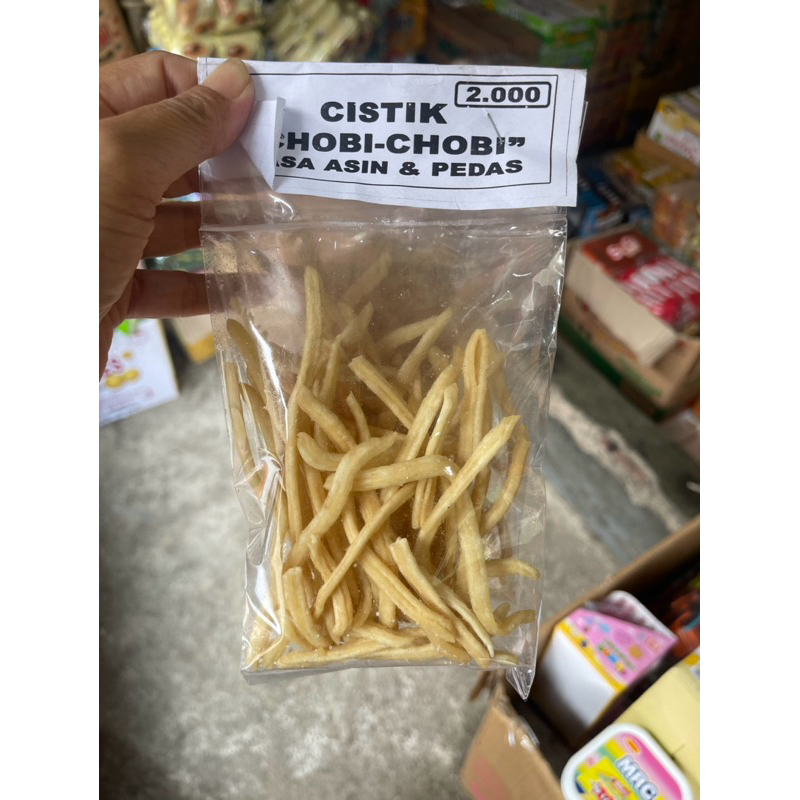 2.000
CISTIK
CHOBI-CHOBI”
ASA ASIN & PEDAS